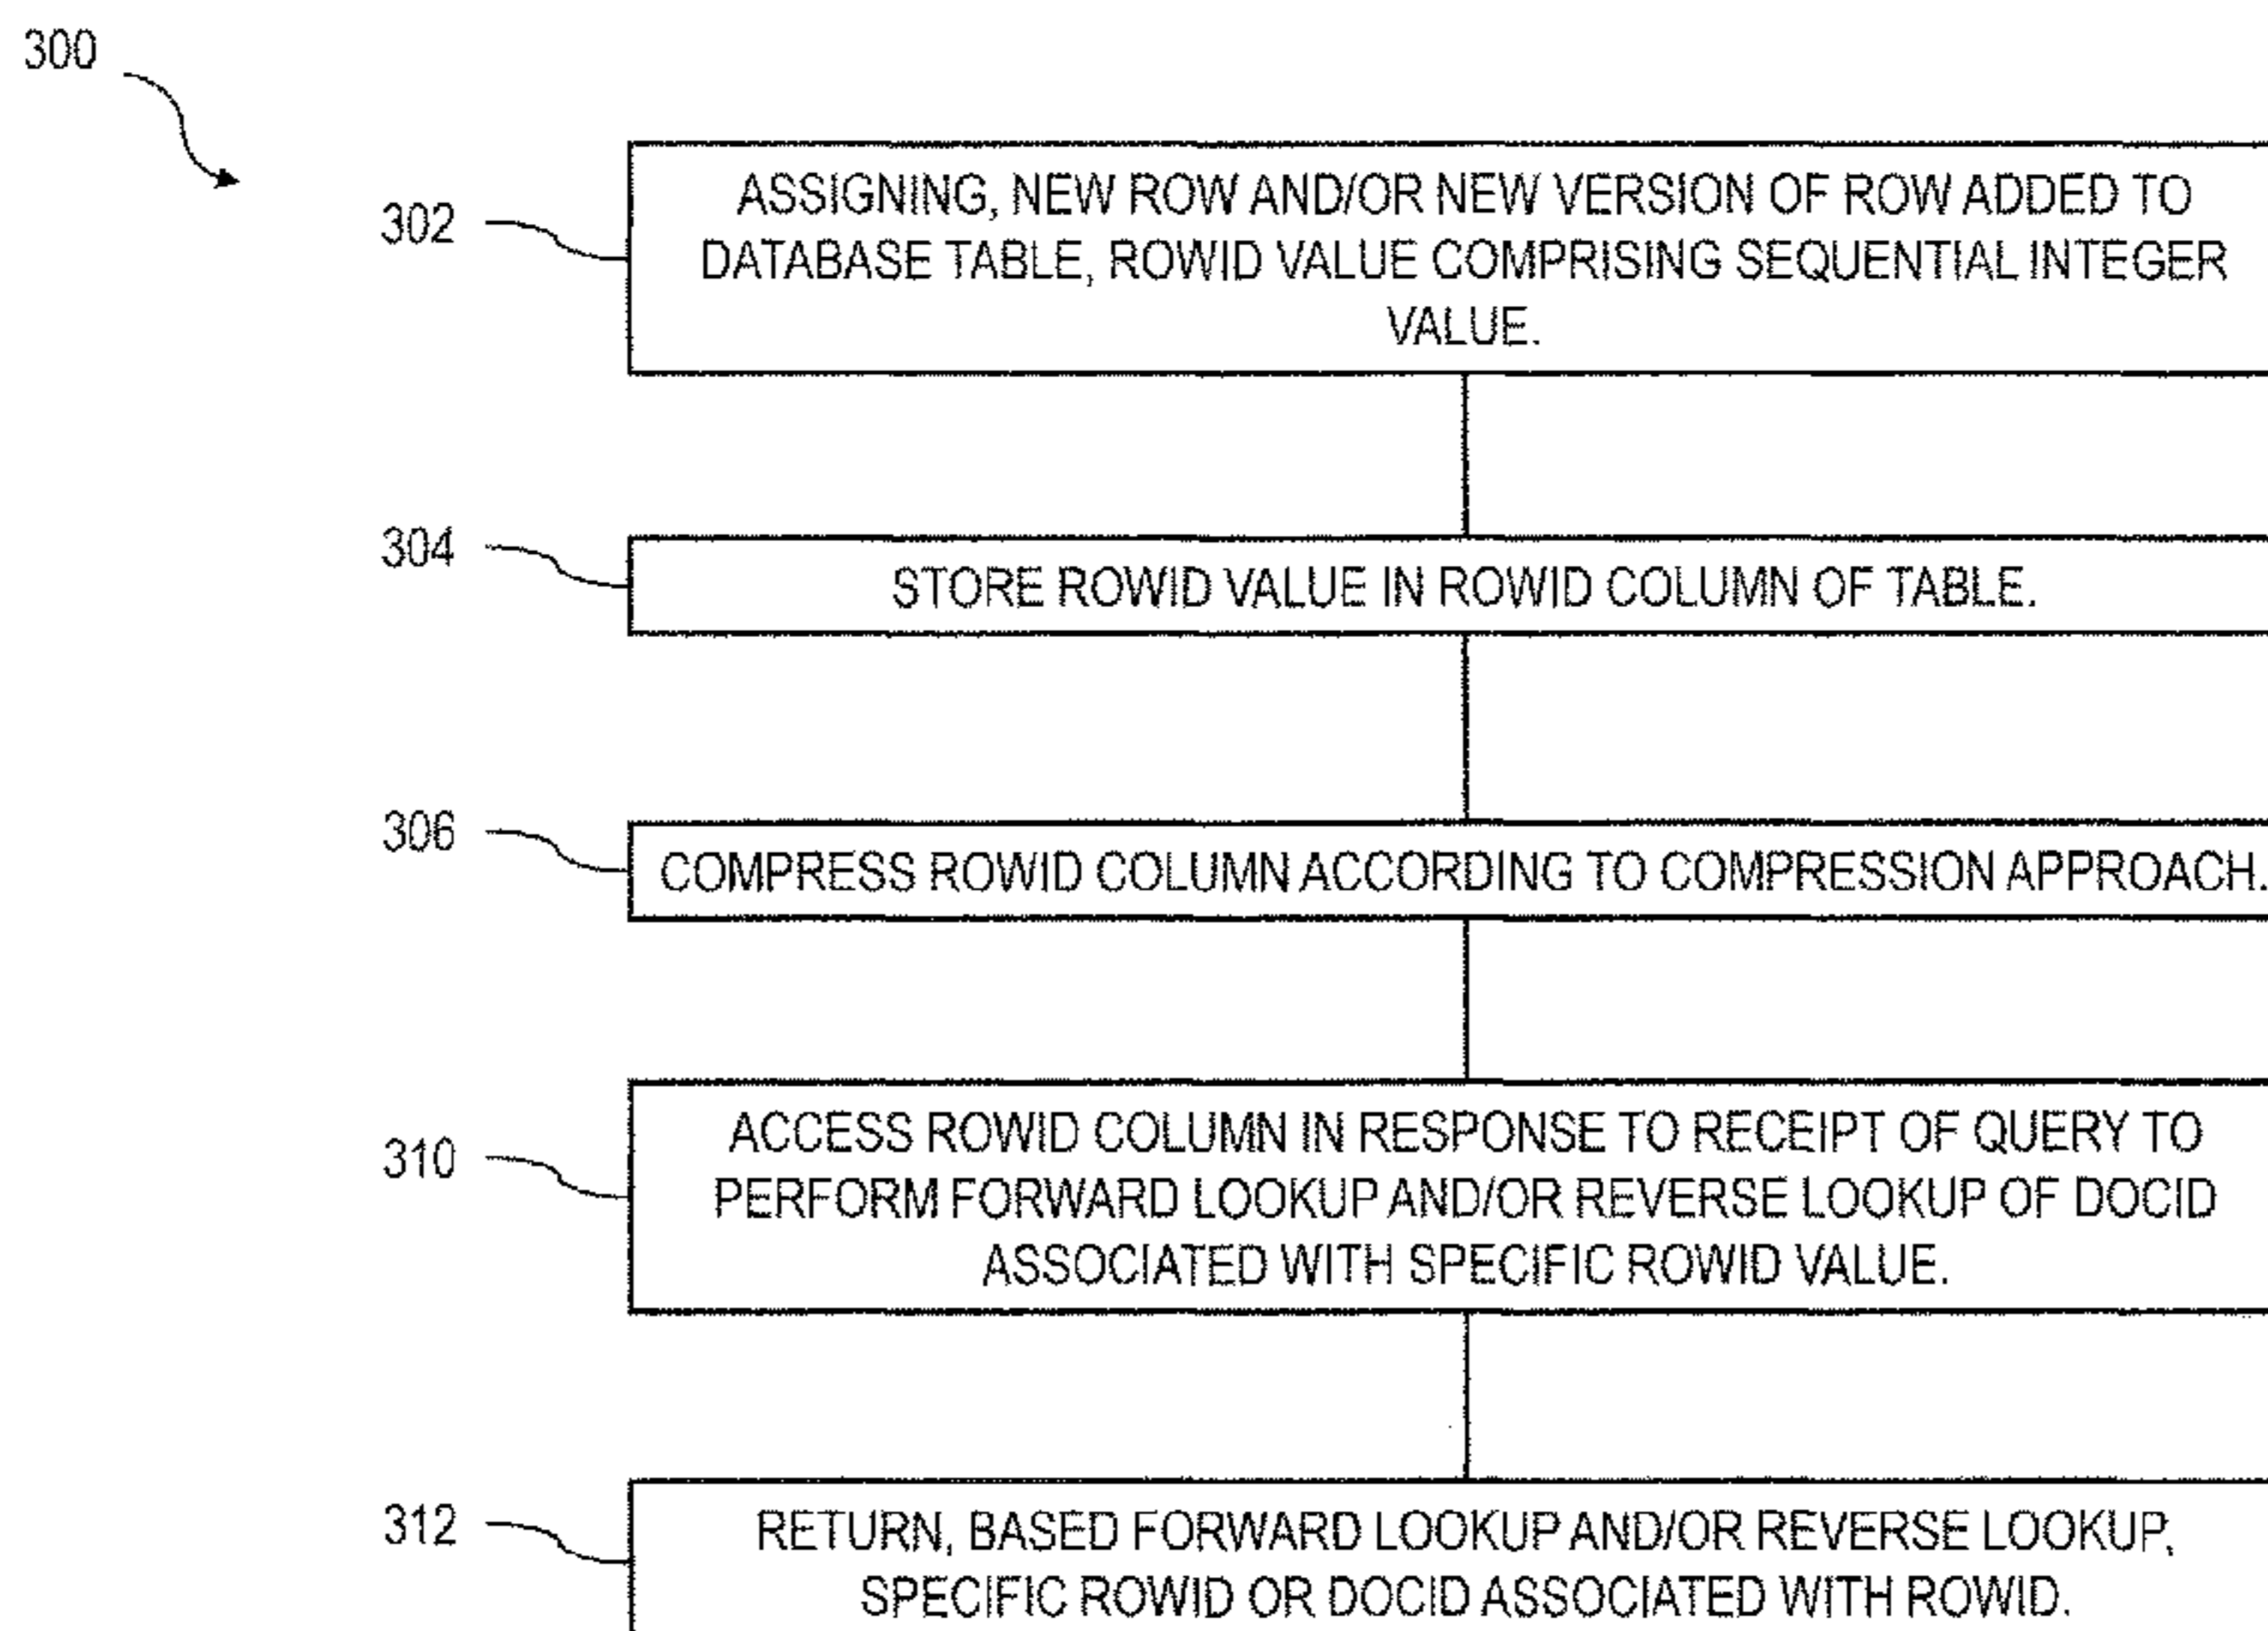 300
302
ASSIGNING, NEW ROW AND/OR NEW VERSION OF ROW ADDED TO
DATABASE TABLE, ROWID VALUE COMPRISING SEQUENTIAL INTEGER
VALUE.
304
STORE ROWID VALUE IN ROWID COLUMN OF TABLE.
306
COMPRESS ROWID COLUMN ACCORDING TO COMPRESSION APPROACH.
310
ACCESS ROWID COLUMN IN RESPONSE TO RECEIPT OF QUERY TO
PERFORM FORWARD LOOKUP AND/OR REVERSE LOOKUP OF DOCID
ASSOCIATED WITH SPECIFIC ROWID VALUE.
312
RETURN, BASED FORWARD LOOKUP AND/OR REVERSE LOOKUP,
SPECIFIC ROWID OR DOCID ASSOCIATED WITH ROWID.